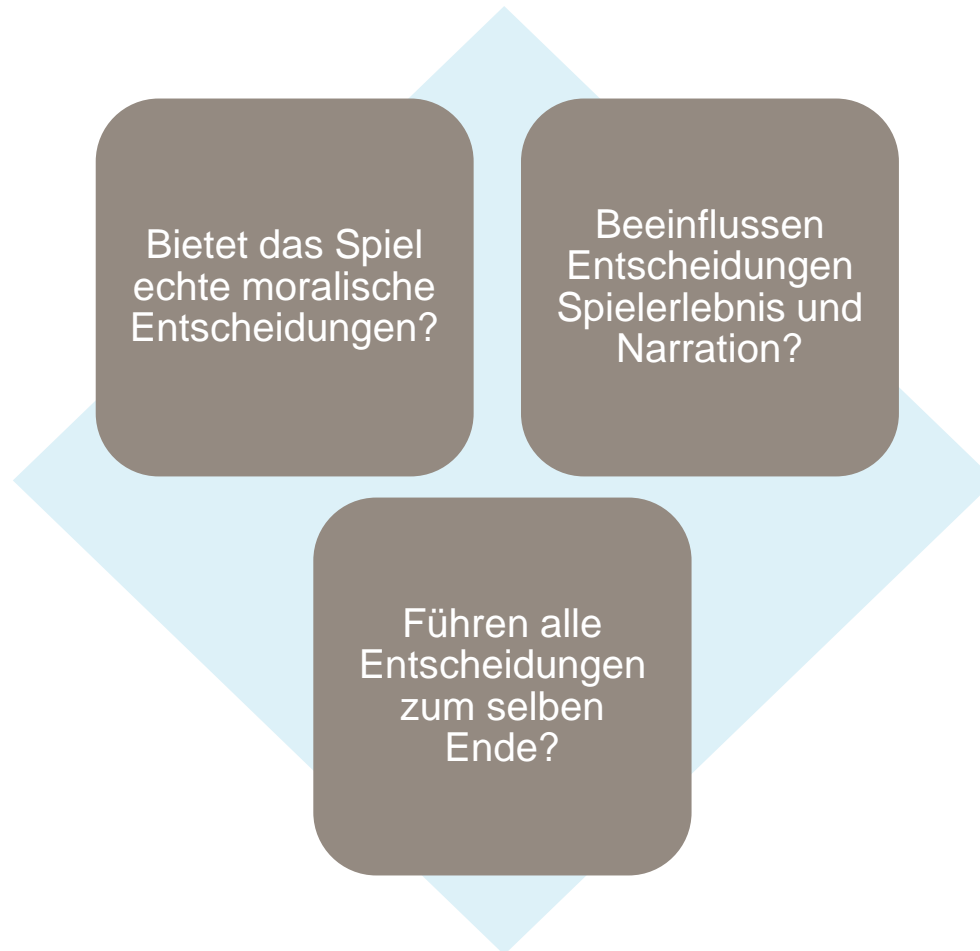 Bietet das Spiel
echte moralische
Entscheidungen?
Beeinflussen
Entscheidungen
Spielerlebnis und
Narration?
Führen alle
Entscheidungen
zum selben
Ende?